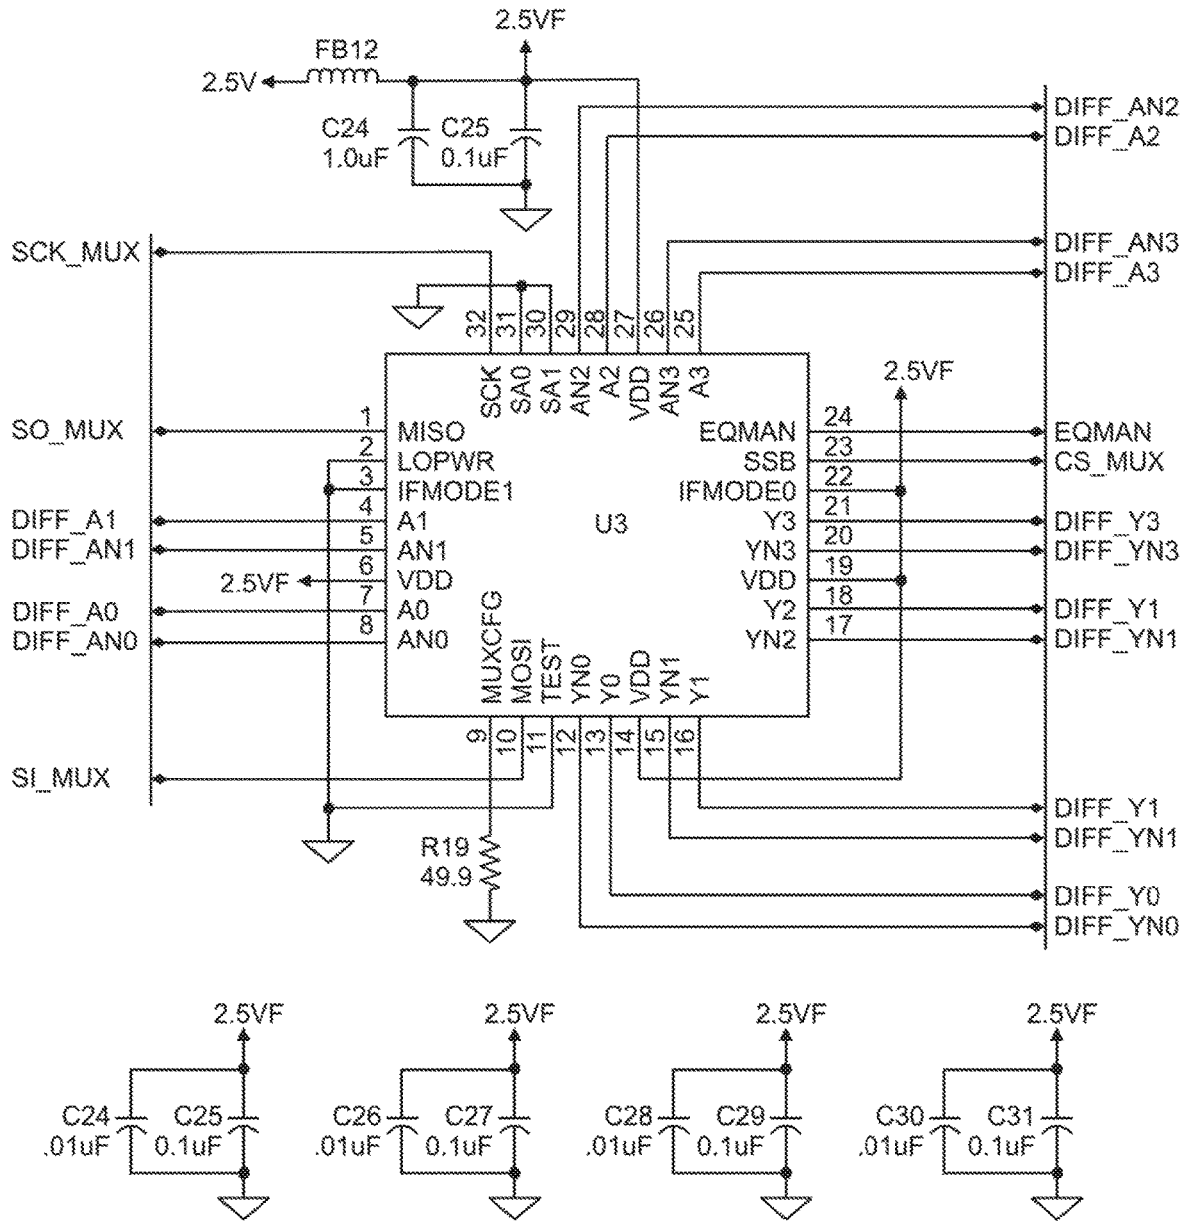 2.5VF
FB12
2.5V
C24
1.0uF
C25
0.1uF
DIFF_AN2
DIFF_A2
SCK_MUX
DIFF_AN3
DIFF_A3
32
31
30
29
28
27
26
25
SCK
SA0
SA1
AN2
A2
VDD
AN3
A3
2.5VF
SO_MUX
1
MISO
2
LOPWR
3
IFMODE1
DIFF_A1
4
A1
DIFF_AN1
5
AN1
2.5VF
6
VDD
DIFF_A0
7
A0
DIFF_AN0
8
AN0
U3
EQMAN
24
EQMAN
SSB
23
CS_MUX
IFMODE0
22
Y3
21
DIFF_Y3
YN3
20
DIFF_YN3
VDD
19
Y2
18
DIFF_Y1
YN2
17
DIFF_YN1
MUXCFG
MOSI
TEST
YN0
Y0
VDD
YN1
Y1
9
10
11
12
13
14
15
16
SI_MUX
DIFF_Y1
DIFF_YN1
R19
49.9
DIFF_Y0
DIFF_YN0
2.5VF
C24
.01uF
C25
0.1uF
2.5VF
C26
.01uF
C27
0.1uF
2.5VF
C28
.01uF
C29
0.1uF
2.5VF
C30
.01uF
C31
0.1uF